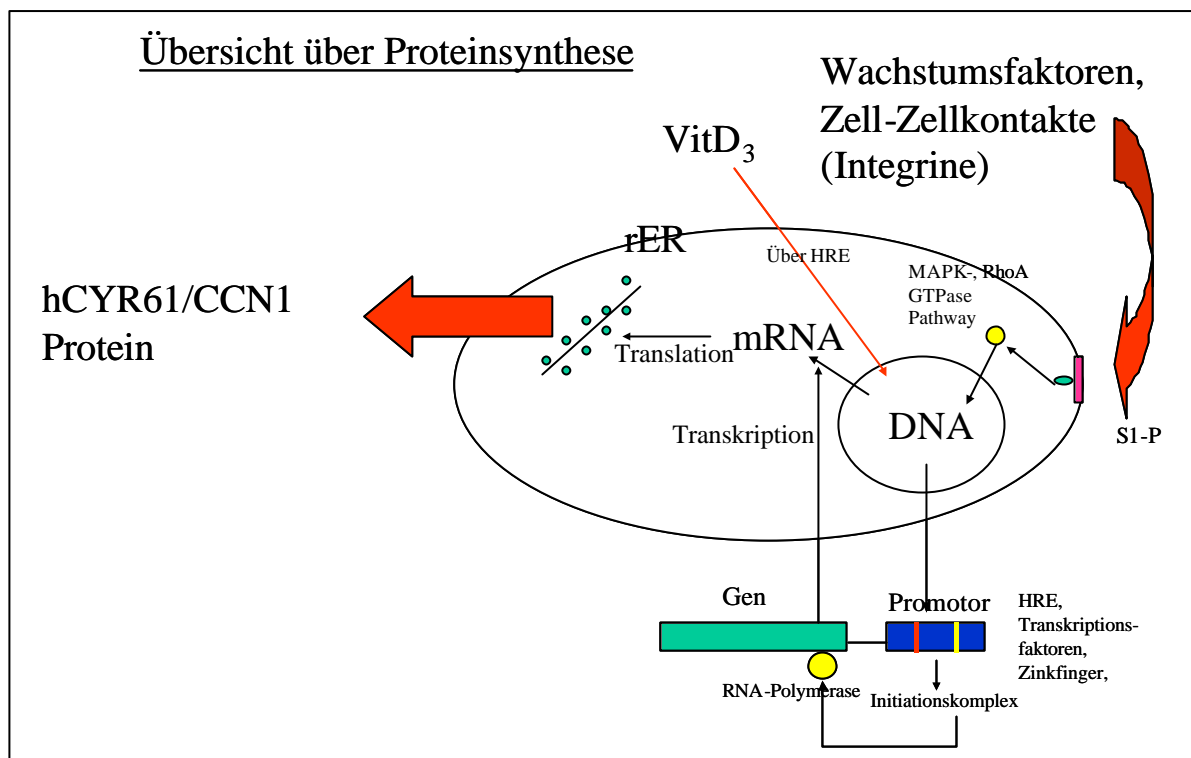 Übersicht über Proteinsynthese
Wachstumsfaktoren,
Zell-Zellkontakte
(Integrine)
VitD₃
rER
Über HRE
MAPK-, RhoA
GTPase
Pathway
hCYR61/CCN1
Protein
Translation
mRNA
DNA
Transkription
S1-P
Gen
Promotor
HRE,
Transkriptions-
faktoren,
Zinkfinger,
RNA-Polymerase
Initiationskomplex